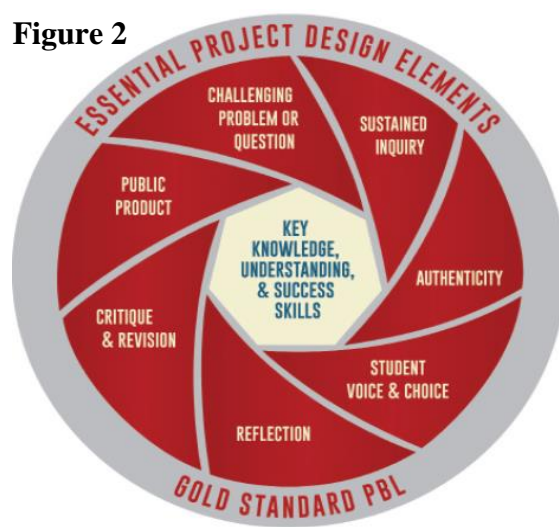 Figure 2
ESSENTIAL PROJECT DESIGN ELEMENTS
CHALLENGING
PROBLEM OR
QUESTION
SUSTAINED
INQUIRY
AUTHENTICITY
STUDENT
VOICE & CHOICE
REFLECTION
CRITIQUE
& REVISION
PUBLIC
PRODUCT
KEY
KNOWLEDGE,
UNDERSTANDING,
& SUCCESS
SKILLS
GOLD STANDARD PBL